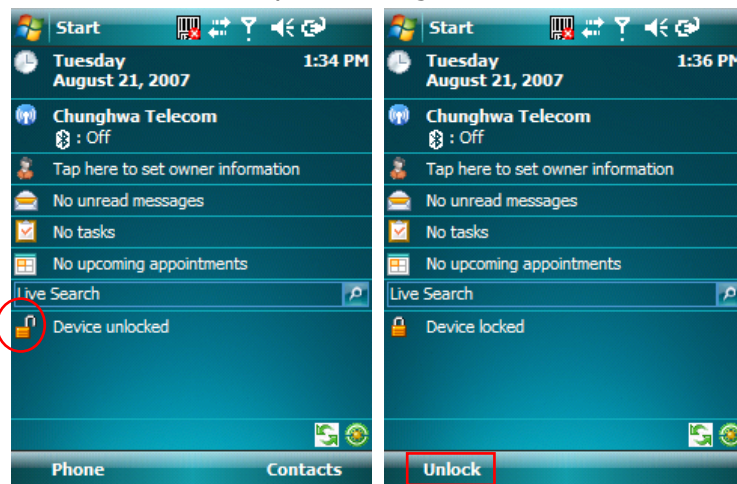 Start
Tuesday 1:34 PM
August 21, 2007
Chunghwa Telecom
: Off
Tap here to set owner information
No unread messages
No tasks
No upcoming appointments
Live Search
Device unlocked
Phone Contacts
Start
Tuesday 1:36 PM
August 21, 2007
Chunghwa Telecom
: Off
Tap here to set owner information
No unread messages
No tasks
No upcoming appointments
Live Search
Device locked
Unlock